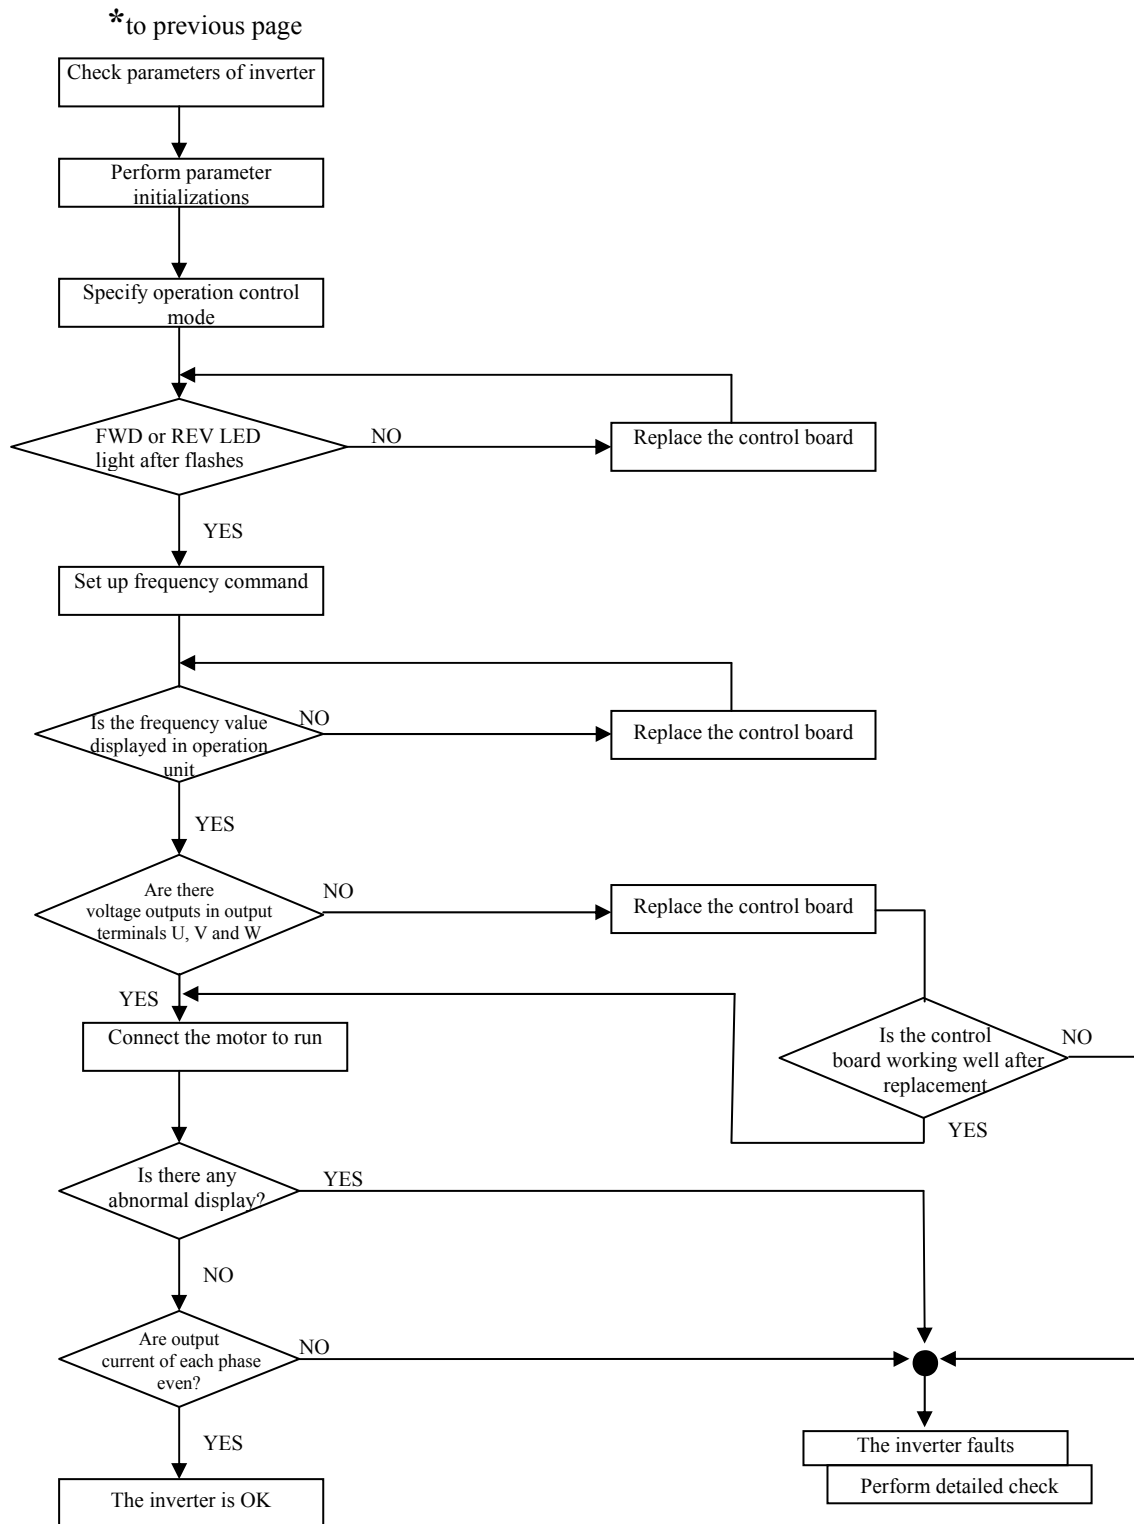 *to previous page
Check parameters of inverter
Perform parameter
initializations
Specify operation control
mode
FWD or REV LED
light after flashes
NO
Replace the control board
YES
Set up frequency command
Is the frequency value
displayed in operation
unit
NO
Replace the control board
YES
Are there
voltage outputs in output
terminals U, V and W
NO
Replace the control board
YES
Connect the motor to run
Is the control
board working well after
replacement
NO
YES
Is there any
abnormal display?
YES
NO
Are output
current of each phase
even?
NO
YES
The inverter faults
Perform detailed check
The inverter is OK